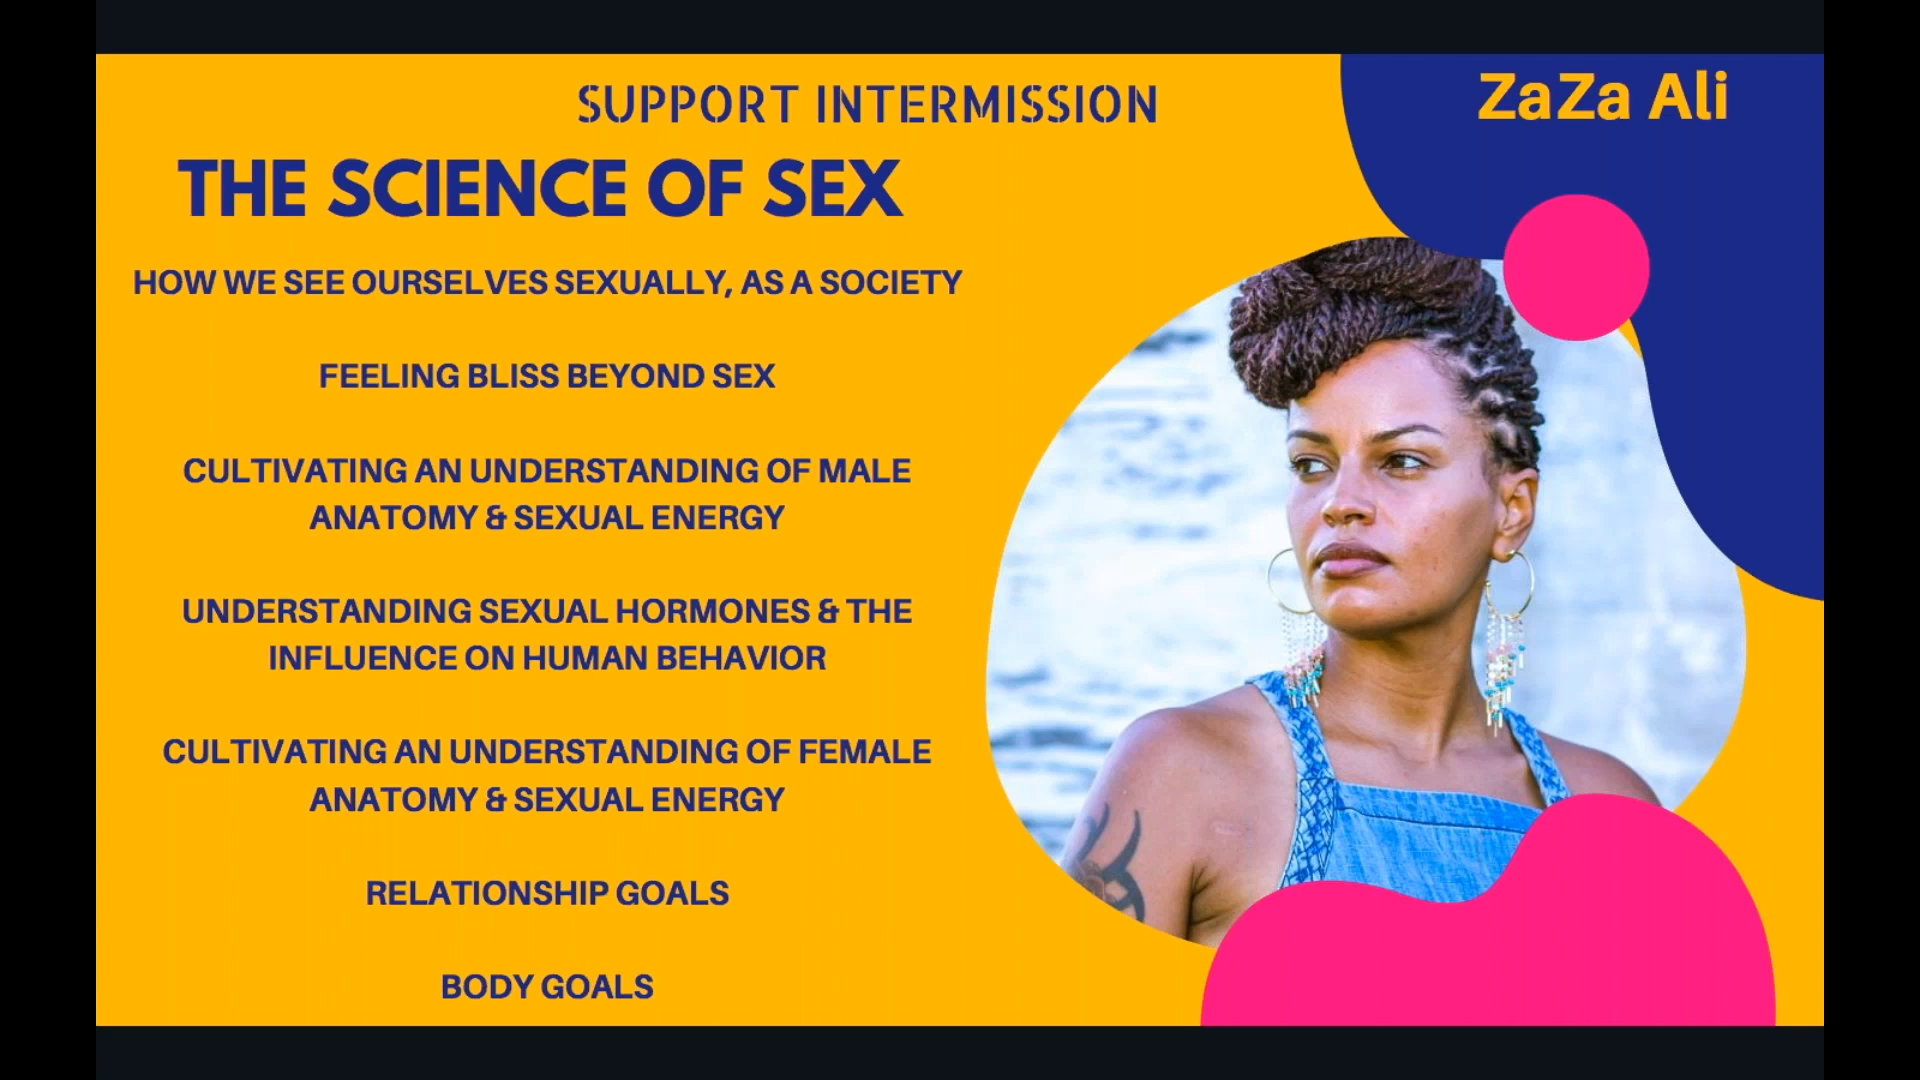 SUPPORT INTERMISSION
ZaZa Ali
THE SCIENCE OF SEX
HOW WE SEE OURSELVES SEXUALLY, AS A SOCIETY
FEELING BLISS BEYOND SEX
CULTIVATING AN UNDERSTANDING OF MALE
ANATOMY & SEXUAL ENERGY
UNDERSTANDING SEXUAL HORMONES & THE
INFLUENCE ON HUMAN BEHAVIOR
CULTIVATING AN UNDERSTANDING OF FEMALE
ANATOMY & SEXUAL ENERGY
RELATIONSHIP GOALS
BODY GOALS